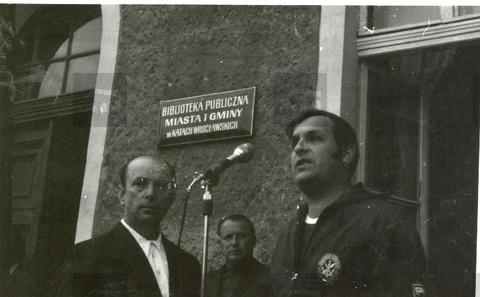 BIBLIOTEKA PUBLICZNA
MIASTA i GMINY
w KĄTACH WROCŁAWSKICH